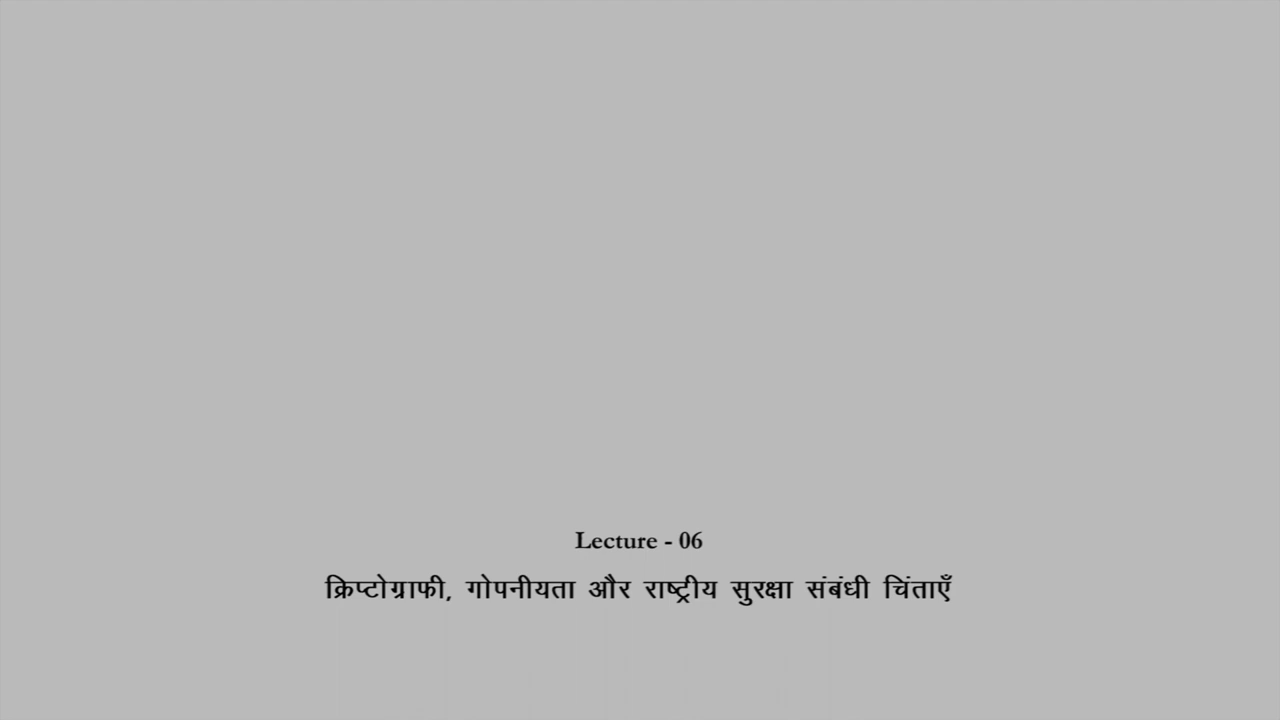 Lecture - 06
क्रिप्टोग्राफी, गोपनीयता और राष्ट्रीय सुरक्षा संबंधी चिंताएँ